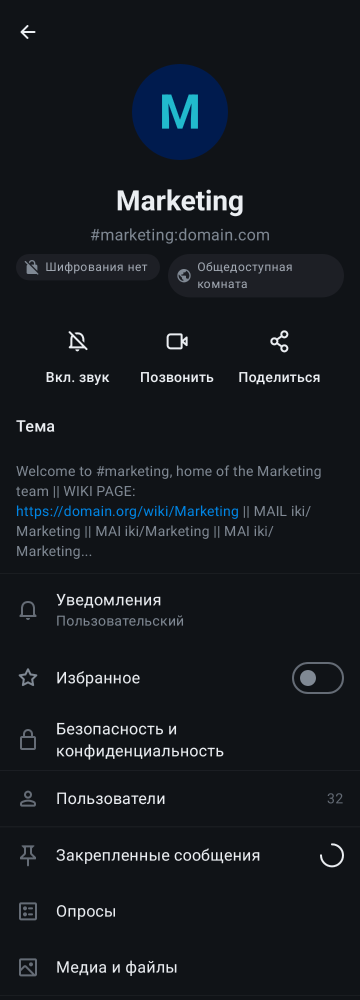 M
Marketing
#marketing:domain.com
Шифрования нет
Общедоступная
комната
Вкл. звук
Позвонить
Поделиться
Тема
Welcome to #marketing, home of the Marketing
team || WIKI PAGE:
https://domain.org/wiki/Marketing || MAIL iki/
Marketing || MAI iki/Marketing || MAI iki/
Marketing...
Уведомления
Пользовательский
Избранное
Безопасность и
конфиденциальность
Пользователи 32
Закрепленные сообщения
Опросы
Медиа и файлы